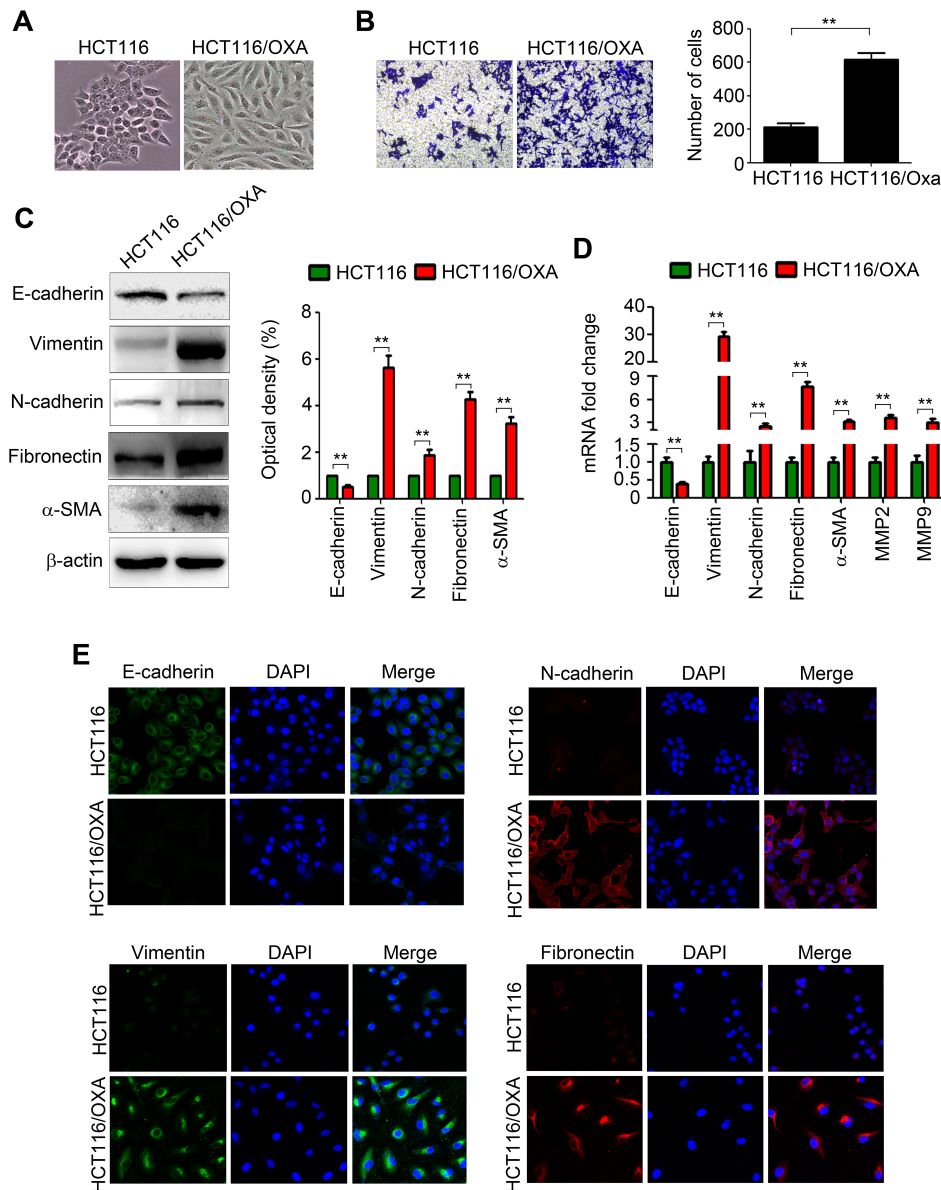 A
HCT116 HCT116/OXA
B
HCT116 HCT116/OXA
**
Number of cells
800
600
400
200
0
HCT116 HCT116/Oxa
C
HCT116 HCT116/OXA
E-cadherin
Vimentin
N-cadherin
Fibronectin
α-SMA
β-actin
HCT116 HCT116/OXA
Optical density (%)
8
6
4
2
0
** ** ** ** **
E-cadherin Vimentin N-cadherin Fibronectin α-SMA
D
HCT116 HCT116/OXA
mRNA fold change
40
30
20
9
6
3
1.5
1.0
0.5
0
** ** ** ** ** ** **
E-cadherin Vimentin N-cadherin Fibronectin α-SMA MMP2 MMP9
E
E-cadherin DAPI Merge
HCT116
HCT116/OXA
N-cadherin DAPI Merge
HCT116
HCT116/OXA
Vimentin DAPI Merge
HCT116
HCT116/OXA
Fibronectin DAPI Merge
HCT116
HCT116/OXA